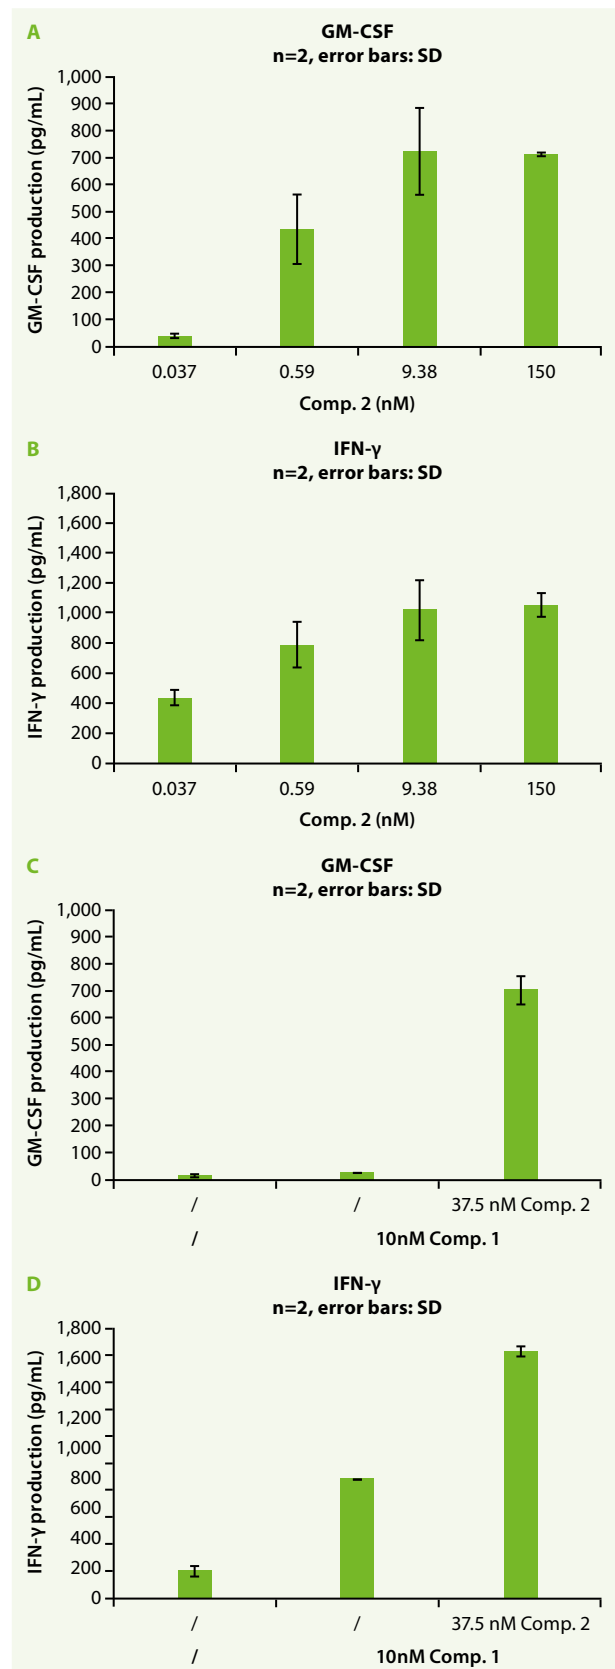 A
GM-CSF
n=2, error bars: SD
GM-CSF production (pg/mL)
1,000
900
800
700
600
500
400
300
200
100
0
0.037 0.59 9.38 150
Comp. 2 (nM)
B
IFN-γ
n=2, error bars: SD
IFN-γ production (pg/mL)
1,800
1,600
1,400
1,200
1,000
800
600
400
200
0
0.037 0.59 9.38 150
Comp. 2 (nM)
C
GM-CSF
n=2, error bars: SD
GM-CSF production (pg/mL)
1,000
900
800
700
600
500
400
300
200
100
0
/ / 37.5 nM Comp. 2
/ 10nM Comp. 1
D
IFN-γ
n=2, error bars: SD
IFN-γ production (pg/mL)
1,800
1,600
1,400
1,200
1,000
800
600
400
200
0
/ / 37.5 nM Comp. 2
/ 10nM Comp. 1